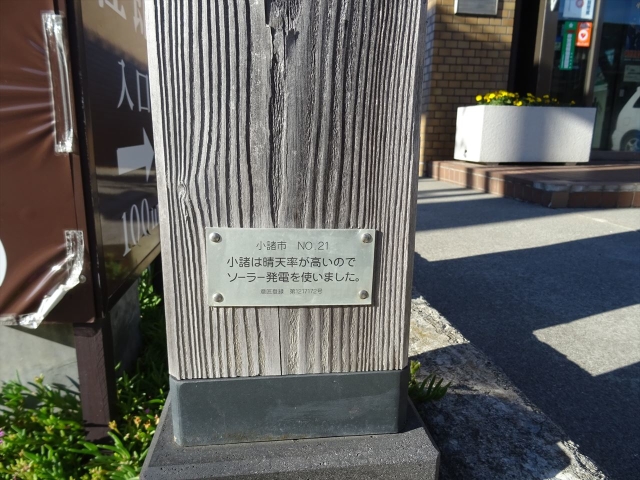 小諸市 NO.21
小諸は晴天率が高いので
ソーラー発電を使いました。
入口
100m